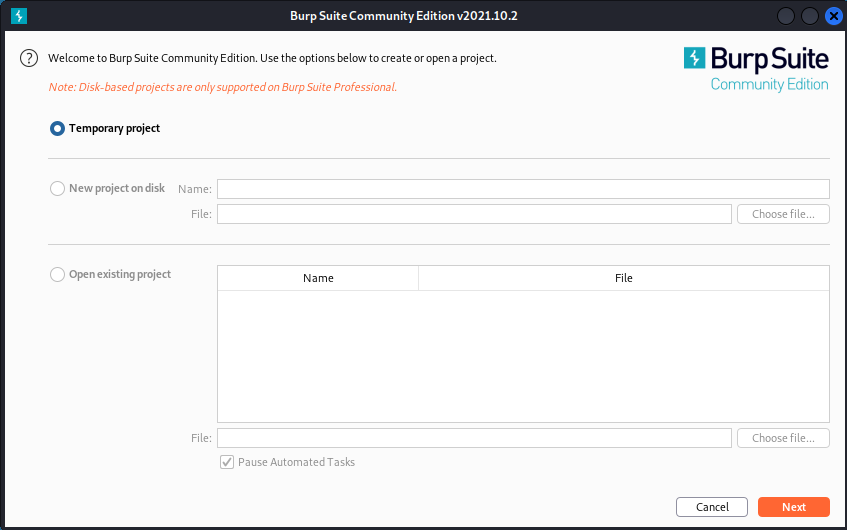 Burp Suite Community Edition v2021.10.2
? Welcome to Burp Suite Community Edition. Use the options below to create or open a project.
Burp Suite
Community Edition
Note: Disk-based projects are only supported on Burp Suite Professional.
Temporary project
New project on disk Name:
File: Choose file...
Open existing project Name File
File: Choose file...
Pause Automated Tasks
Cancel Next